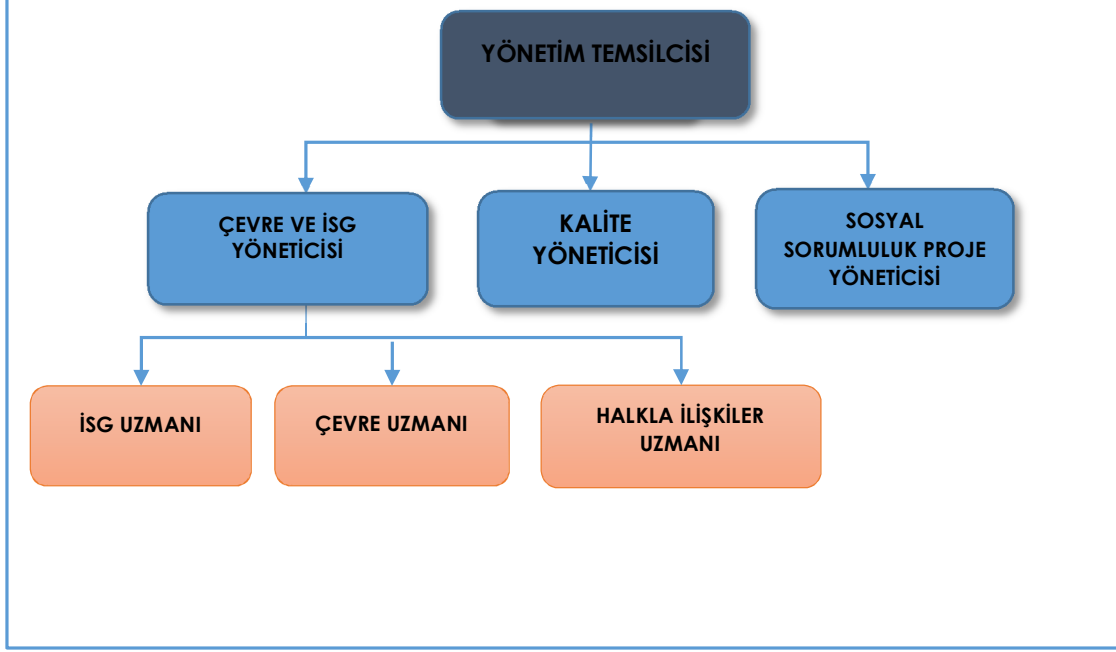 YÖNETİM TEMSİLCİSİ
ÇEVRE VE İSG
YÖNETİCİSİ
KALİTE
YÖNETİCİSİ
SOSYAL
SORUMLULUK PROJE
YÖNETİCİSİ
İSG UZMANI
ÇEVRE UZMANI
HALKLA İLİŞKİLER
UZMANI